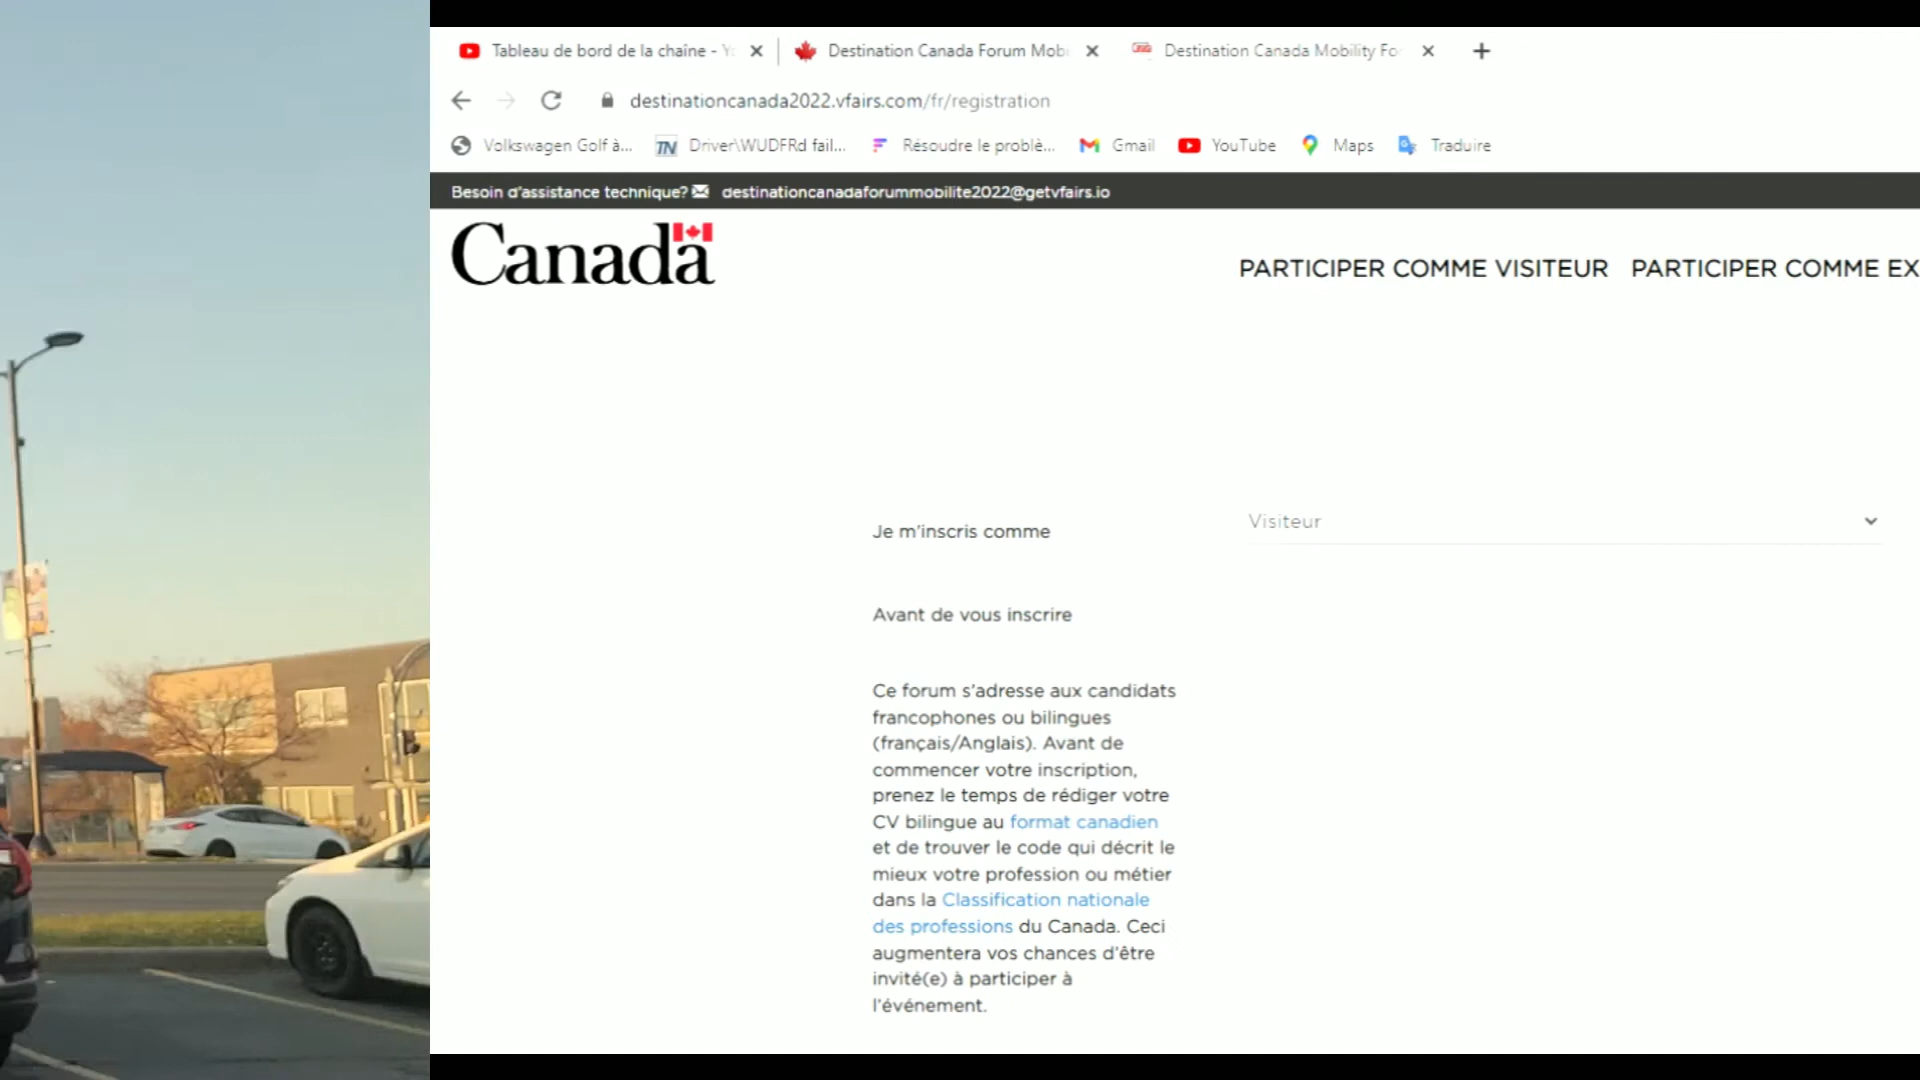 Tableau de bord de la chaîne - Y
Destination Canada Forum Mob
Destination Canada Mobility Fo
destinationcanada2022.vfairs.com/fr/registration
Volkswagen Golf à...
TN
Driver\WUDFRd fail...
Résoudre le problè...
Gmail
YouTube
Maps
Traduire
Besoin d'assistance technique?
destinationcanadaforummobilite2022@getvfairs.io
Canada
PARTICIPER COMME VISITEUR
PARTICIPER COMME EX
Je m'inscris comme
Visiteur
Avant de vous inscrire
Ce forum s'adresse aux candidats
francophones ou bilingues
(français/Anglais). Avant de
commencer votre inscription,
prenez le temps de rédiger votre
CV bilingue au format canadien
et de trouver le code qui décrit le
mieux votre profession ou métier
dans la Classification nationale
des professions du Canada. Ceci
augmentera vos chances d'être
invité(e) à participer à
l'événement.